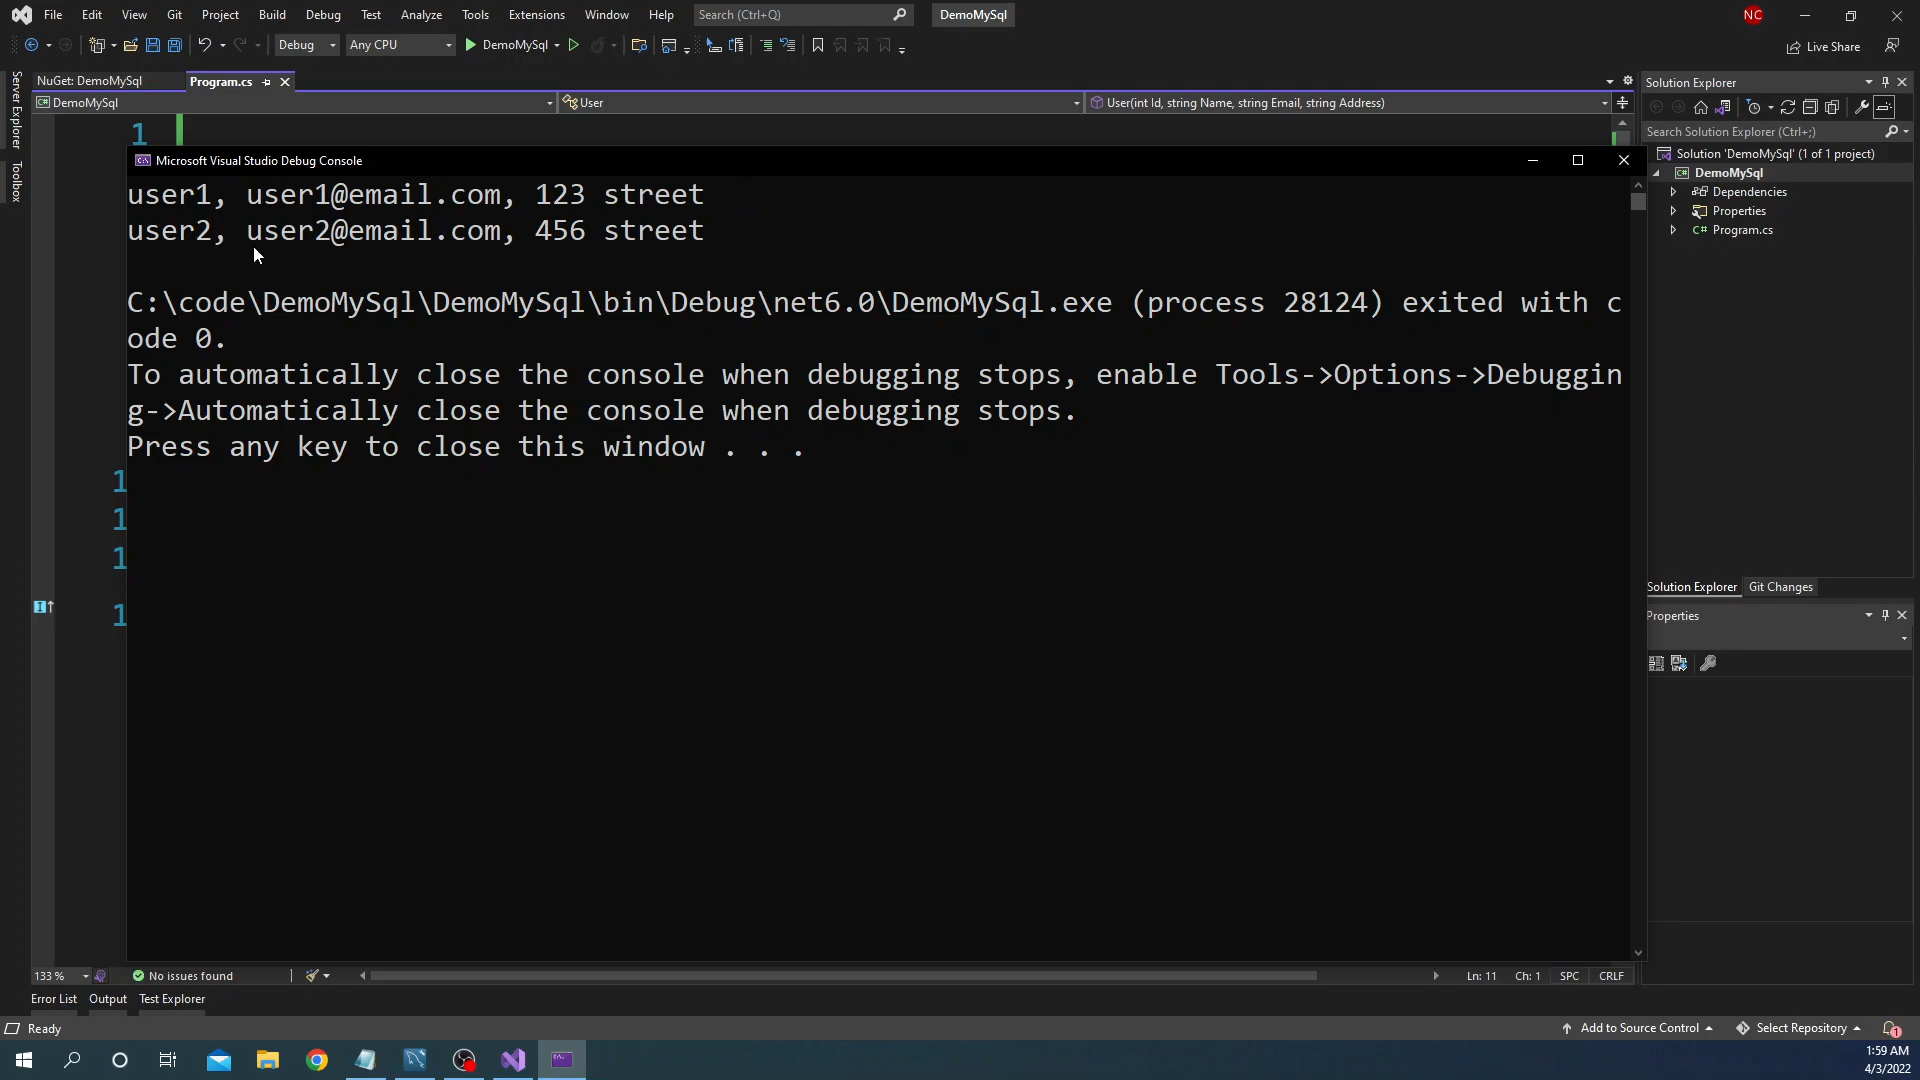 File Edit View Git Project Build Debug Test Analyze Tools Extensions Window Help Search (Ctrl+Q) DemoMySql NC
Debug Any CPU DemoMySql Live Share
Server Explorer
Toolbox
NuGet: DemoMySql Program.cs
C# DemoMySql User User(int Id, string Name, string Email, string Address)
1
Microsoft Visual Studio Debug Console
user1, user1@email.com, 123 street
user2, user2@email.com, 456 street
C:\code\DemoMySql\DemoMySql\bin\Debug\net6.0\DemoMySql.exe (process 28124) exited with c
ode 0.
To automatically close the console when debugging stops, enable Tools->Options->Debuggin
g->Automatically close the console when debugging stops.
Press any key to close this window . . .
1
1
1
1
Solution Explorer
Search Solution Explorer (Ctrl+;)
Solution 'DemoMySql' (1 of 1 project)
C# DemoMySql
Dependencies
Properties
C# Program.cs
Solution Explorer Git Changes
Properties
133 % No issues found Ln: 11 Ch: 1 SPC CRLF
Error List Output Test Explorer
Ready Add to Source Control Select Repository 1
1:59 AM
4/3/2022